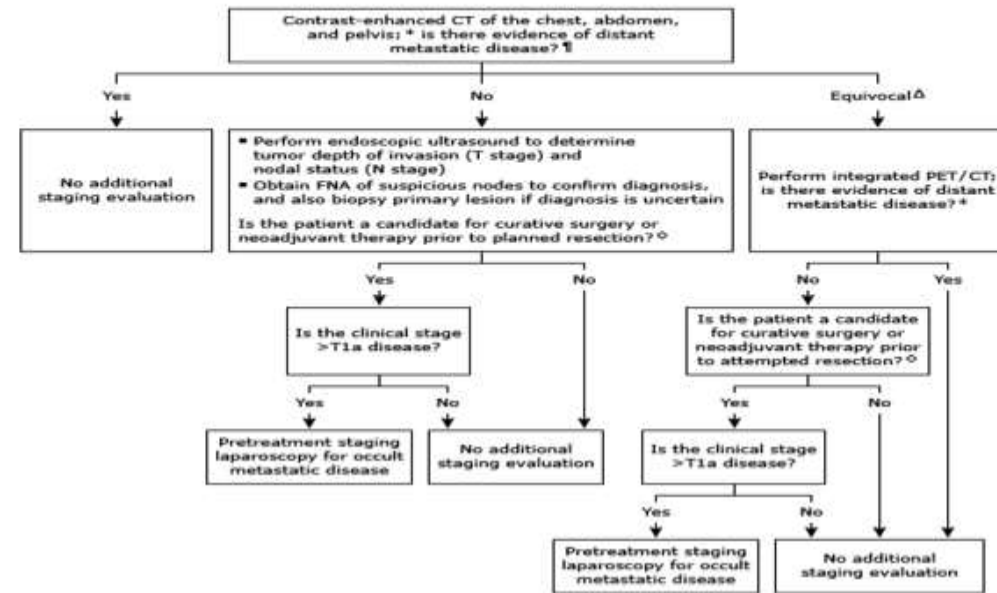 Contrast-enhanced CT of the chest, abdomen,
and pelvis; * is there evidence of distant
metastatic disease? ¶
Yes
No
Equivocal Δ
No additional
staging evaluation
▪ Perform endoscopic ultrasound to determine
tumor depth of invasion (T stage) and
nodal status (N stage)
▪ Obtain FNA of suspicious nodes to confirm diagnosis,
and also biopsy primary lesion if diagnosis is uncertain
Is the patient a candidate for curative surgery or
neoadjuvant therapy prior to planned resection? ◇
Perform integrated PET/CT;
is there evidence of distant
metastatic disease? *
Yes
No
No
Yes
Is the clinical stage
>T1a disease?
Is the patient a candidate
for curative surgery or
neoadjuvant therapy prior
to attempted resection? ◇
Yes
No
Yes
No
Pretreatment staging
laparoscopy for occult
metastatic disease
No additional
staging evaluation
Is the clinical stage
>T1a disease?
Yes
No
Pretreatment staging
laparoscopy for occult
metastatic disease
No additional
staging evaluation